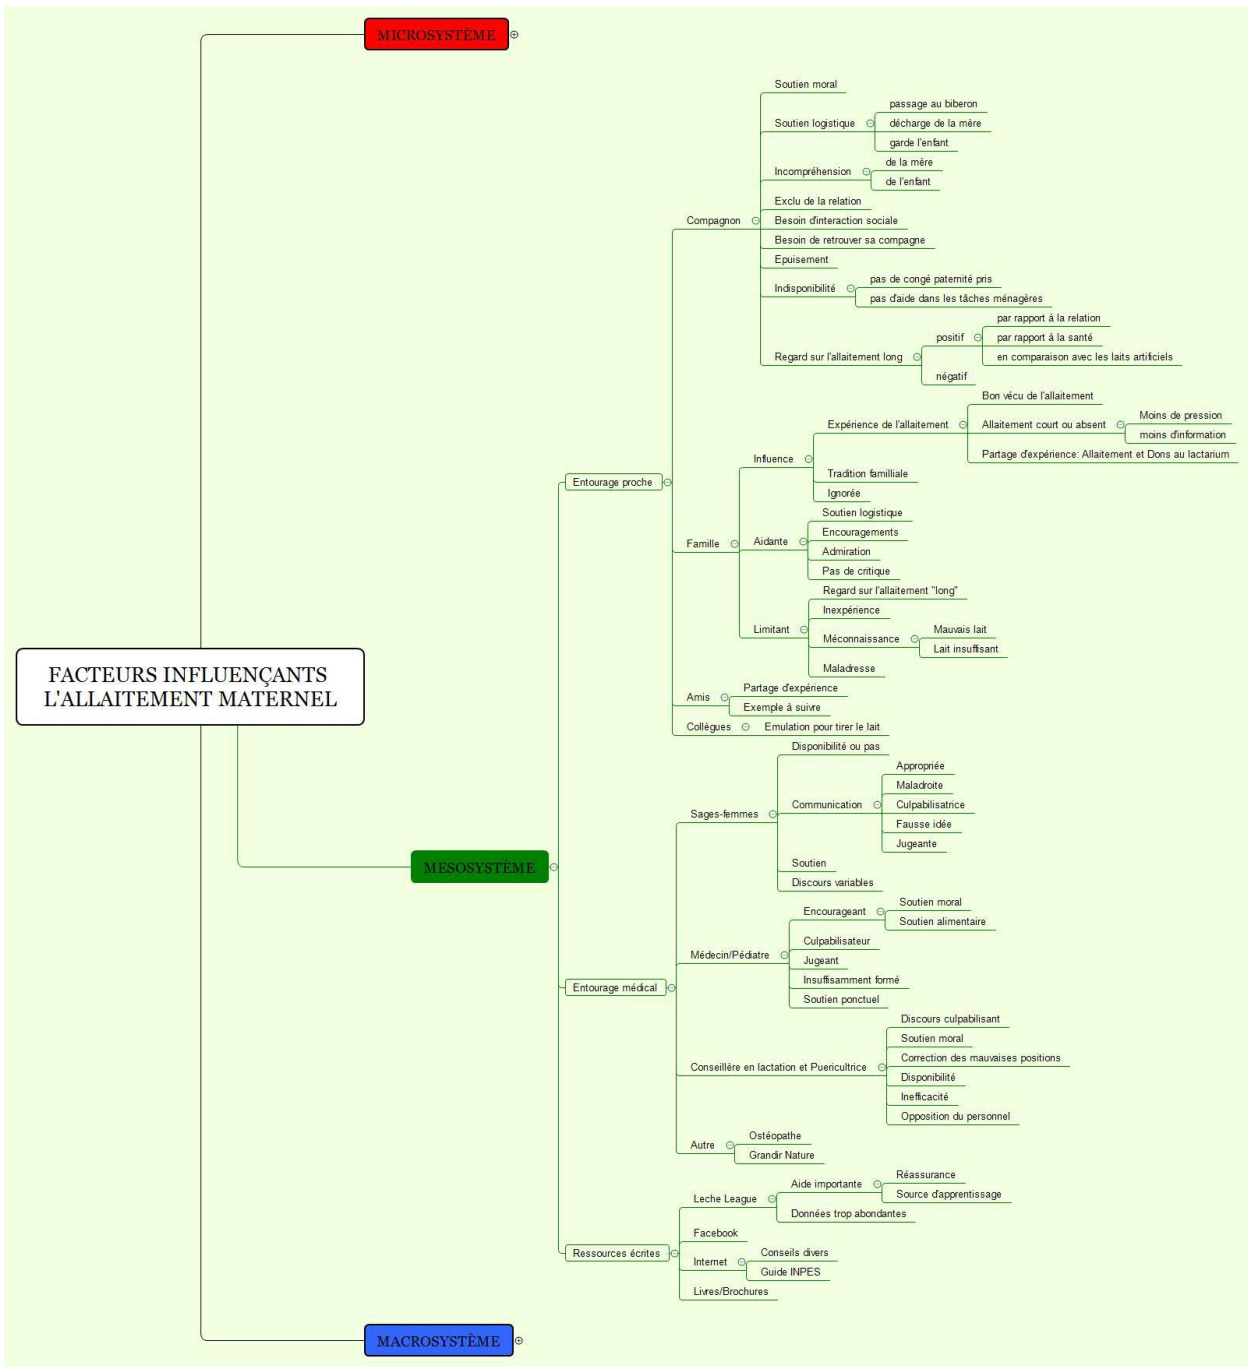 MICROSYSTÈME
Soutien moral
passage au biberon
Soutien logistique
décharge de la mère
garde l'enfant
de la mère
Incompréhension
de l'enfant
Exclu de la relation
Compagnon
Besoin d'interaction sociale
Besoin de retrouver sa compagne
Epuisement
pas de congé paternité pris
Indisponibilité
pas d'aide dans les tâches ménagères
par rapport à la relation
positif
par rapport à la santé
Regard sur l'allaitement long
en comparaison avec les laits artificiels
négatif
Bon vécu de l'allaitement
Moins de pression
Expérience de l'allaitement
Allaitement court ou absent
moins d'information
Influence
Partage d'expérience: Allaitement et Dons au lactarium
Tradition familliale
Entourage proche
Ignorée
Soutien logistique
Encouragements
Famille
Aidante
Admiration
Pas de critique
Regard sur l'allaitement "long"
Inexpérience
Limitant
Mauvais lait
Méconnaissance
Lait insuffisant
Maladresse
FACTEURS INFLUENÇANTS
L'ALLAITEMENT MATERNEL
Partage d'expérience
Amis
Exemple à suivre
Collègues
Emulation pour tirer le lait
Disponibilité ou pas
Appropriée
Maladroite
Communication
Culpabilisatrice
Sages-femmes
Fausse idée
Jugeante
MESOSYSTÈME
Soutien
Discours variables
Soutien moral
Encourageant
Soutien alimentaire
Culpabilisateur
Médecin/Pédiatre
Jugeant
Insuffisamment formé
Entourage médical
Soutien ponctuel
Discours culpabilisant
Soutien moral
Correction des mauvaises positions
Conseillère en lactation et Puericultrice
Disponibilité
Inefficacité
Opposition du personnel
Ostéopathe
Autre
Grandir Nature
Réassurance
Aide importante
Source d'apprentissage
Leche League
Données trop abondantes
Facebook
Ressources écrites
Conseils divers
Internet
Guide INPES
Livres/Brochures
MACROSYSTÈME